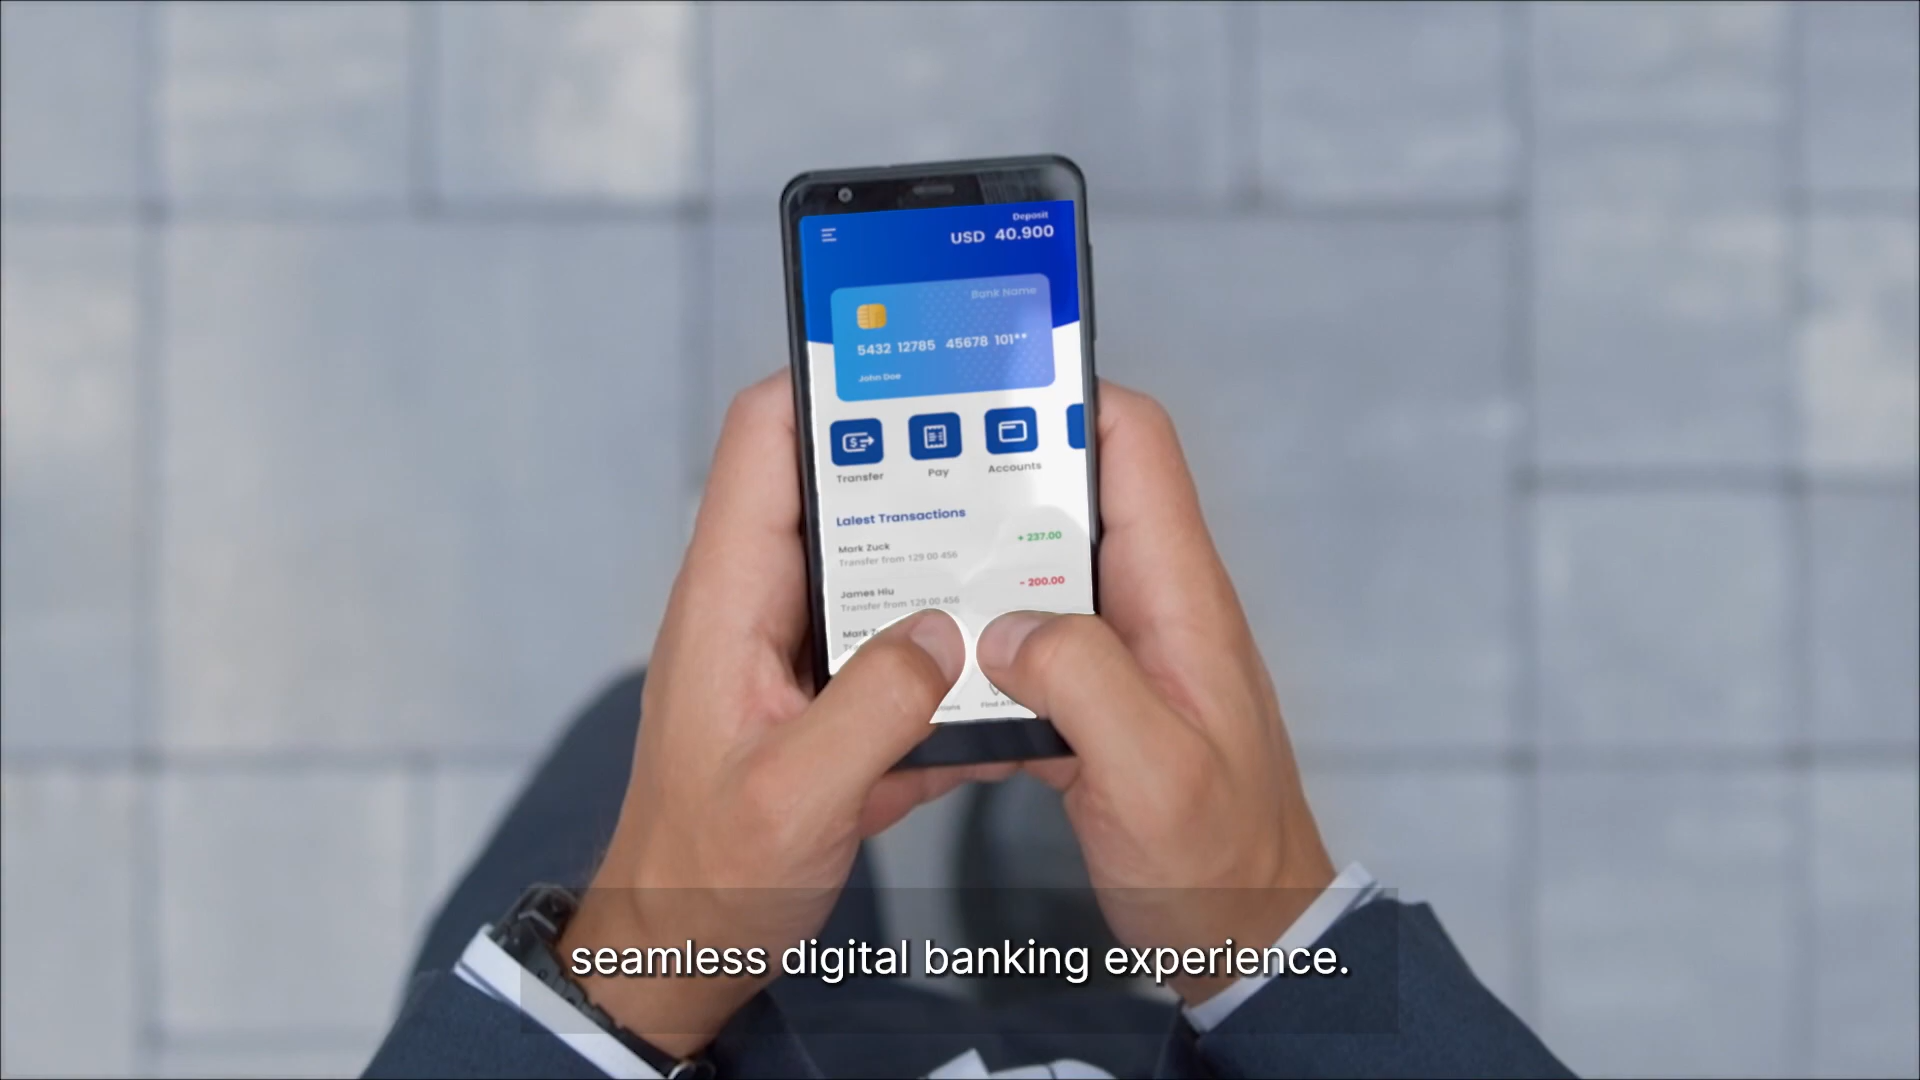 Deposit
USD 40.900
Bank Name
5432 12785 45678 101**
John Doe
Transfer
Pay
Accounts
Lalest Transactions
Mark Zuck
+ 237.00
Transfer from 129 00 456
James Hiu
- 200.00
Transfer from 129 00 456
Mark
Find
seamless digital banking experience.